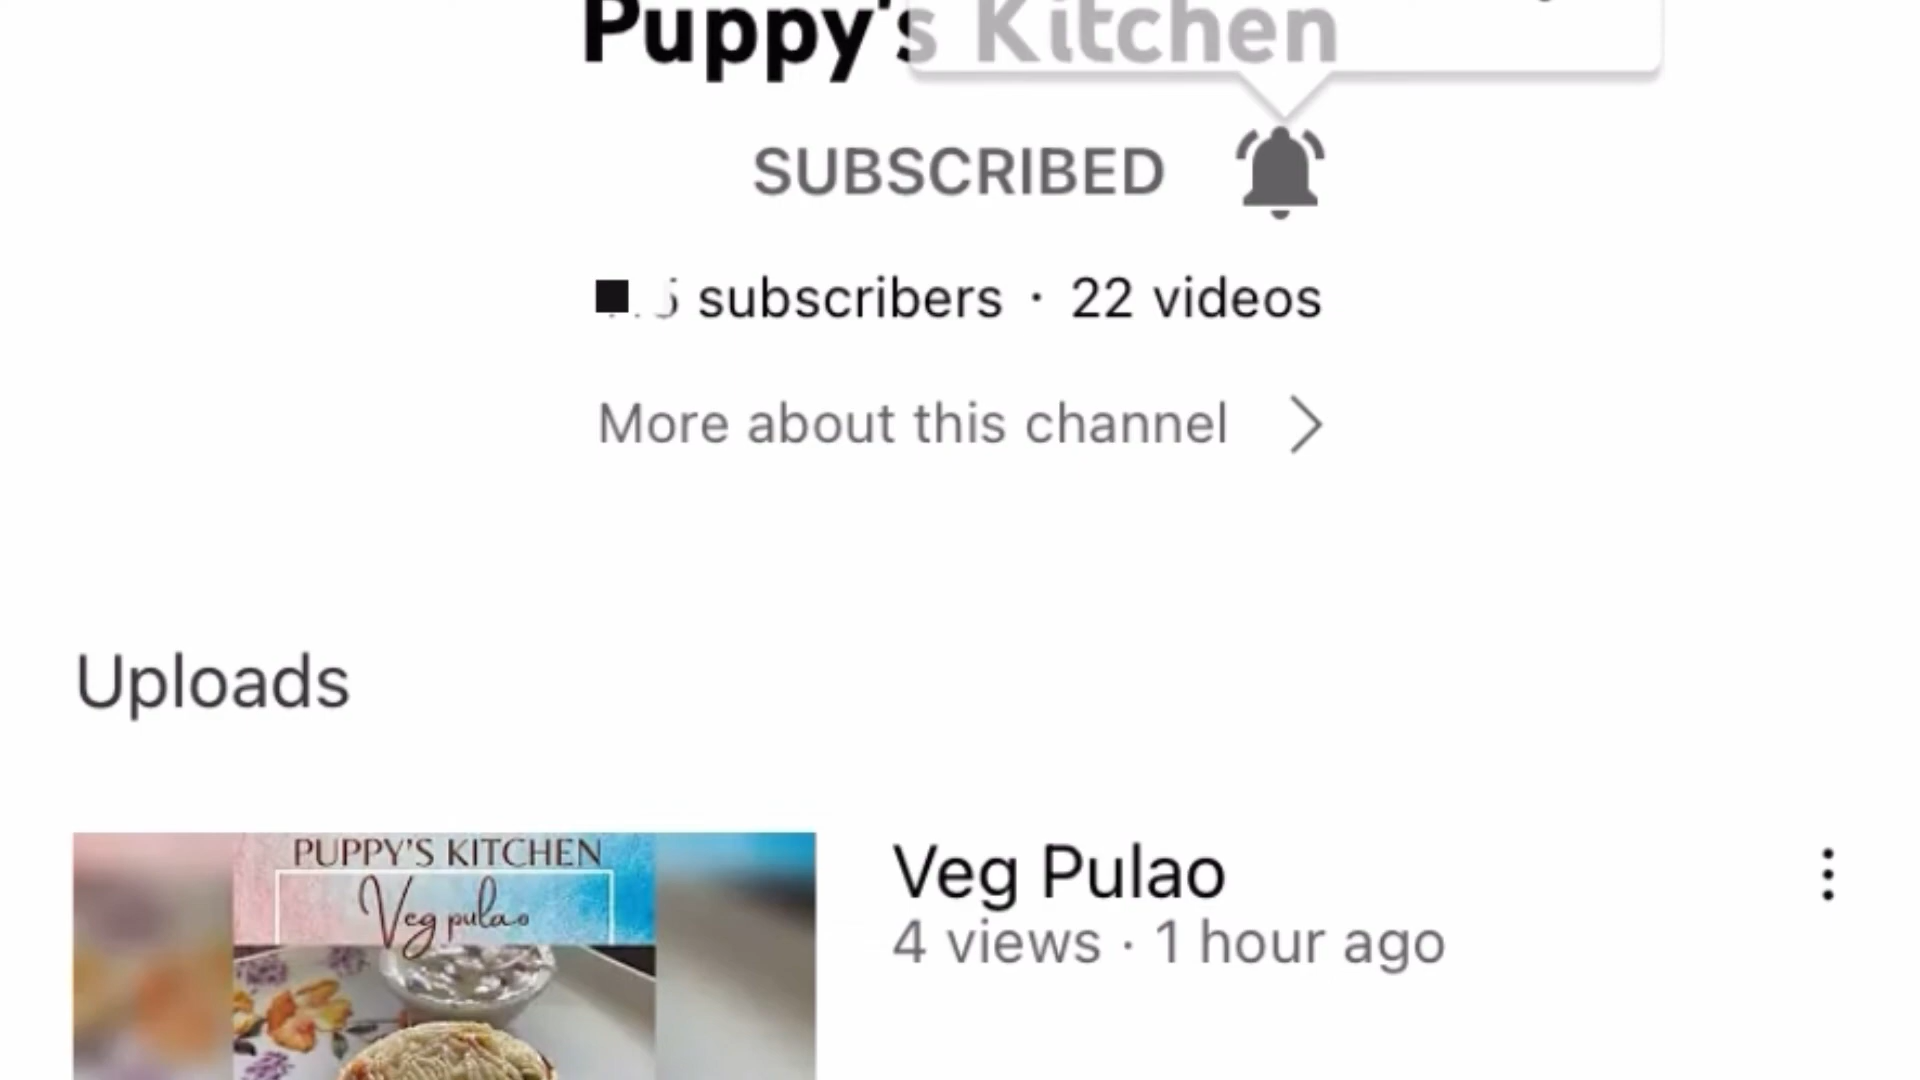 Puppy's Kitchen
SUBSCRIBED
subscribers · 22 videos
More about this channel
Uploads
PUPPY'S KITCHEN
Veg pulao
Veg Pulao
4 views · 1 hour ago